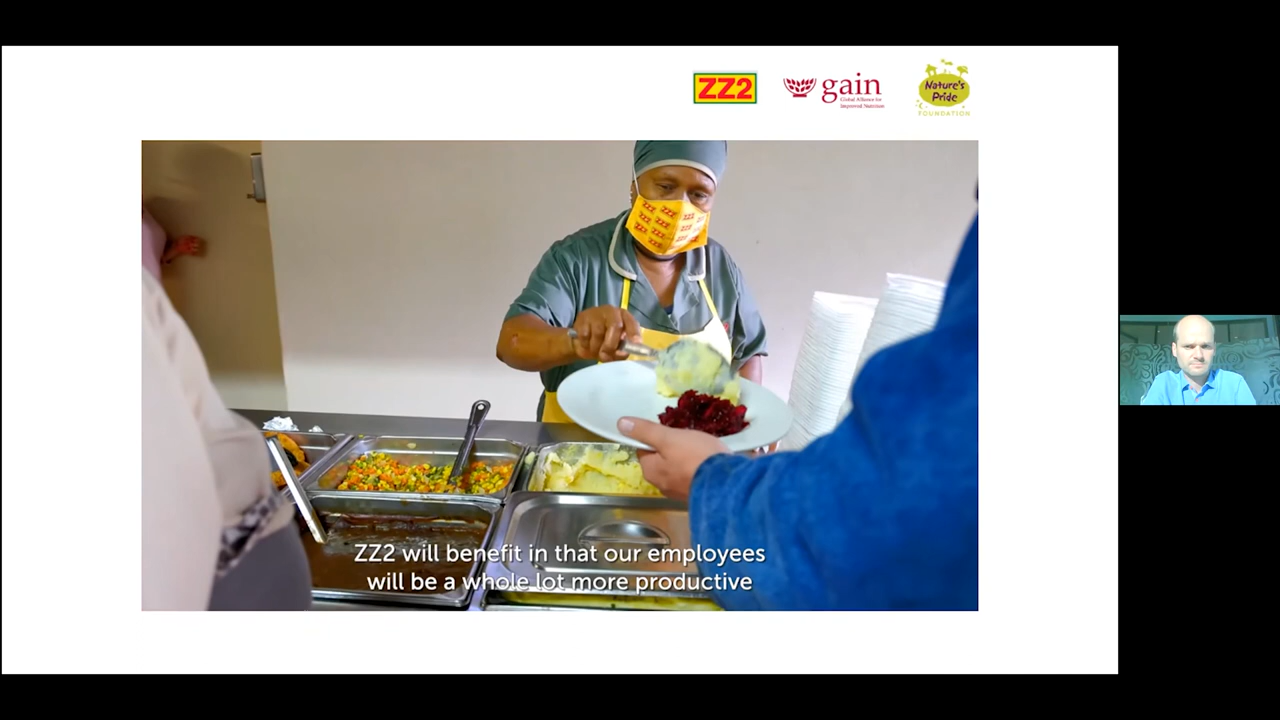 ZZ2
gain
Global Alliance for
Improved Nutrition
Nature's
Pride
FOUNDATION
ZZ2 will benefit in that our employees
will be a whole lot more productive